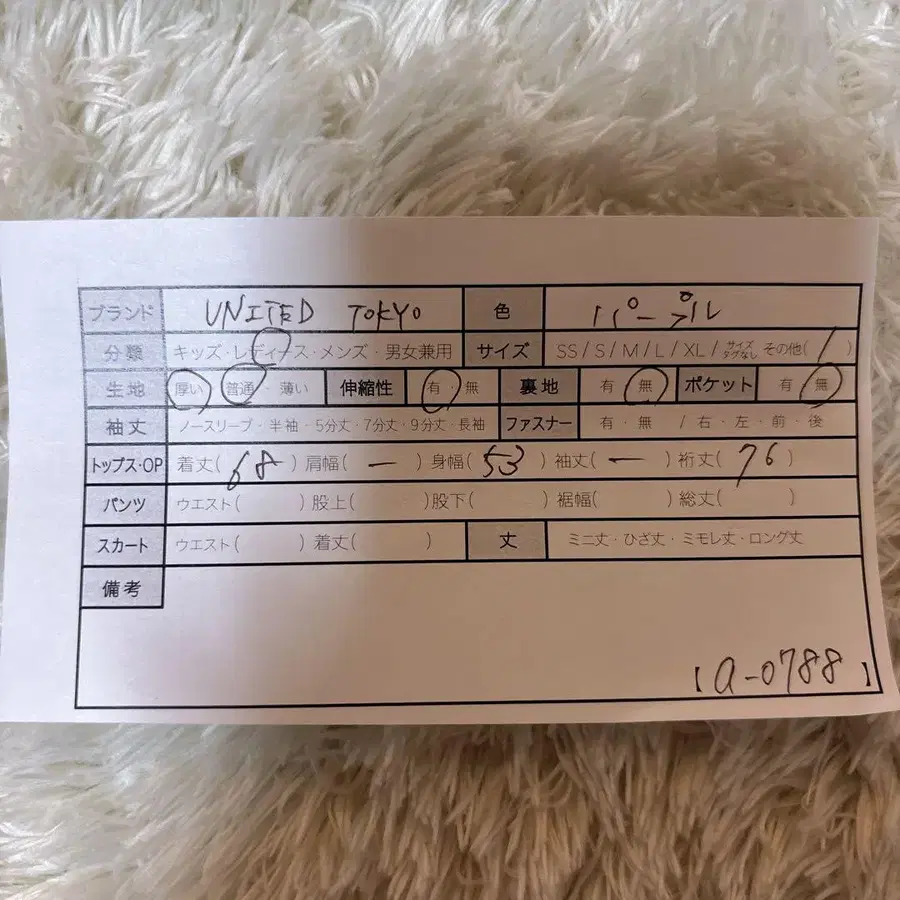 ブランド UNITED TOKYO 色 パープル
分類 キッズ・レディース・メンズ・男女兼用 サイズ SS / S / M / L / XL / サイズタグなし その他( 1 )
生地 厚い・普通・薄い 伸縮性 有・無 裏地 有・無 ポケット 有・無
袖丈 ノースリーブ・半袖・5分丈・7分丈・9分丈・長袖 ファスナー 有・無 / 右・左・前・後
トップス・OP 着丈( 68 ) 肩幅( ー ) 身幅( 53 ) 袖丈( ー ) 裄丈( 76 )
パンツ ウエスト( ) 股上( ) 股下( ) 裾幅( ) 総丈( )
スカート ウエスト( ) 着丈( ) 丈 ミニ丈・ひざ丈・ミモレ丈・ロング丈
備考
【a-0788】